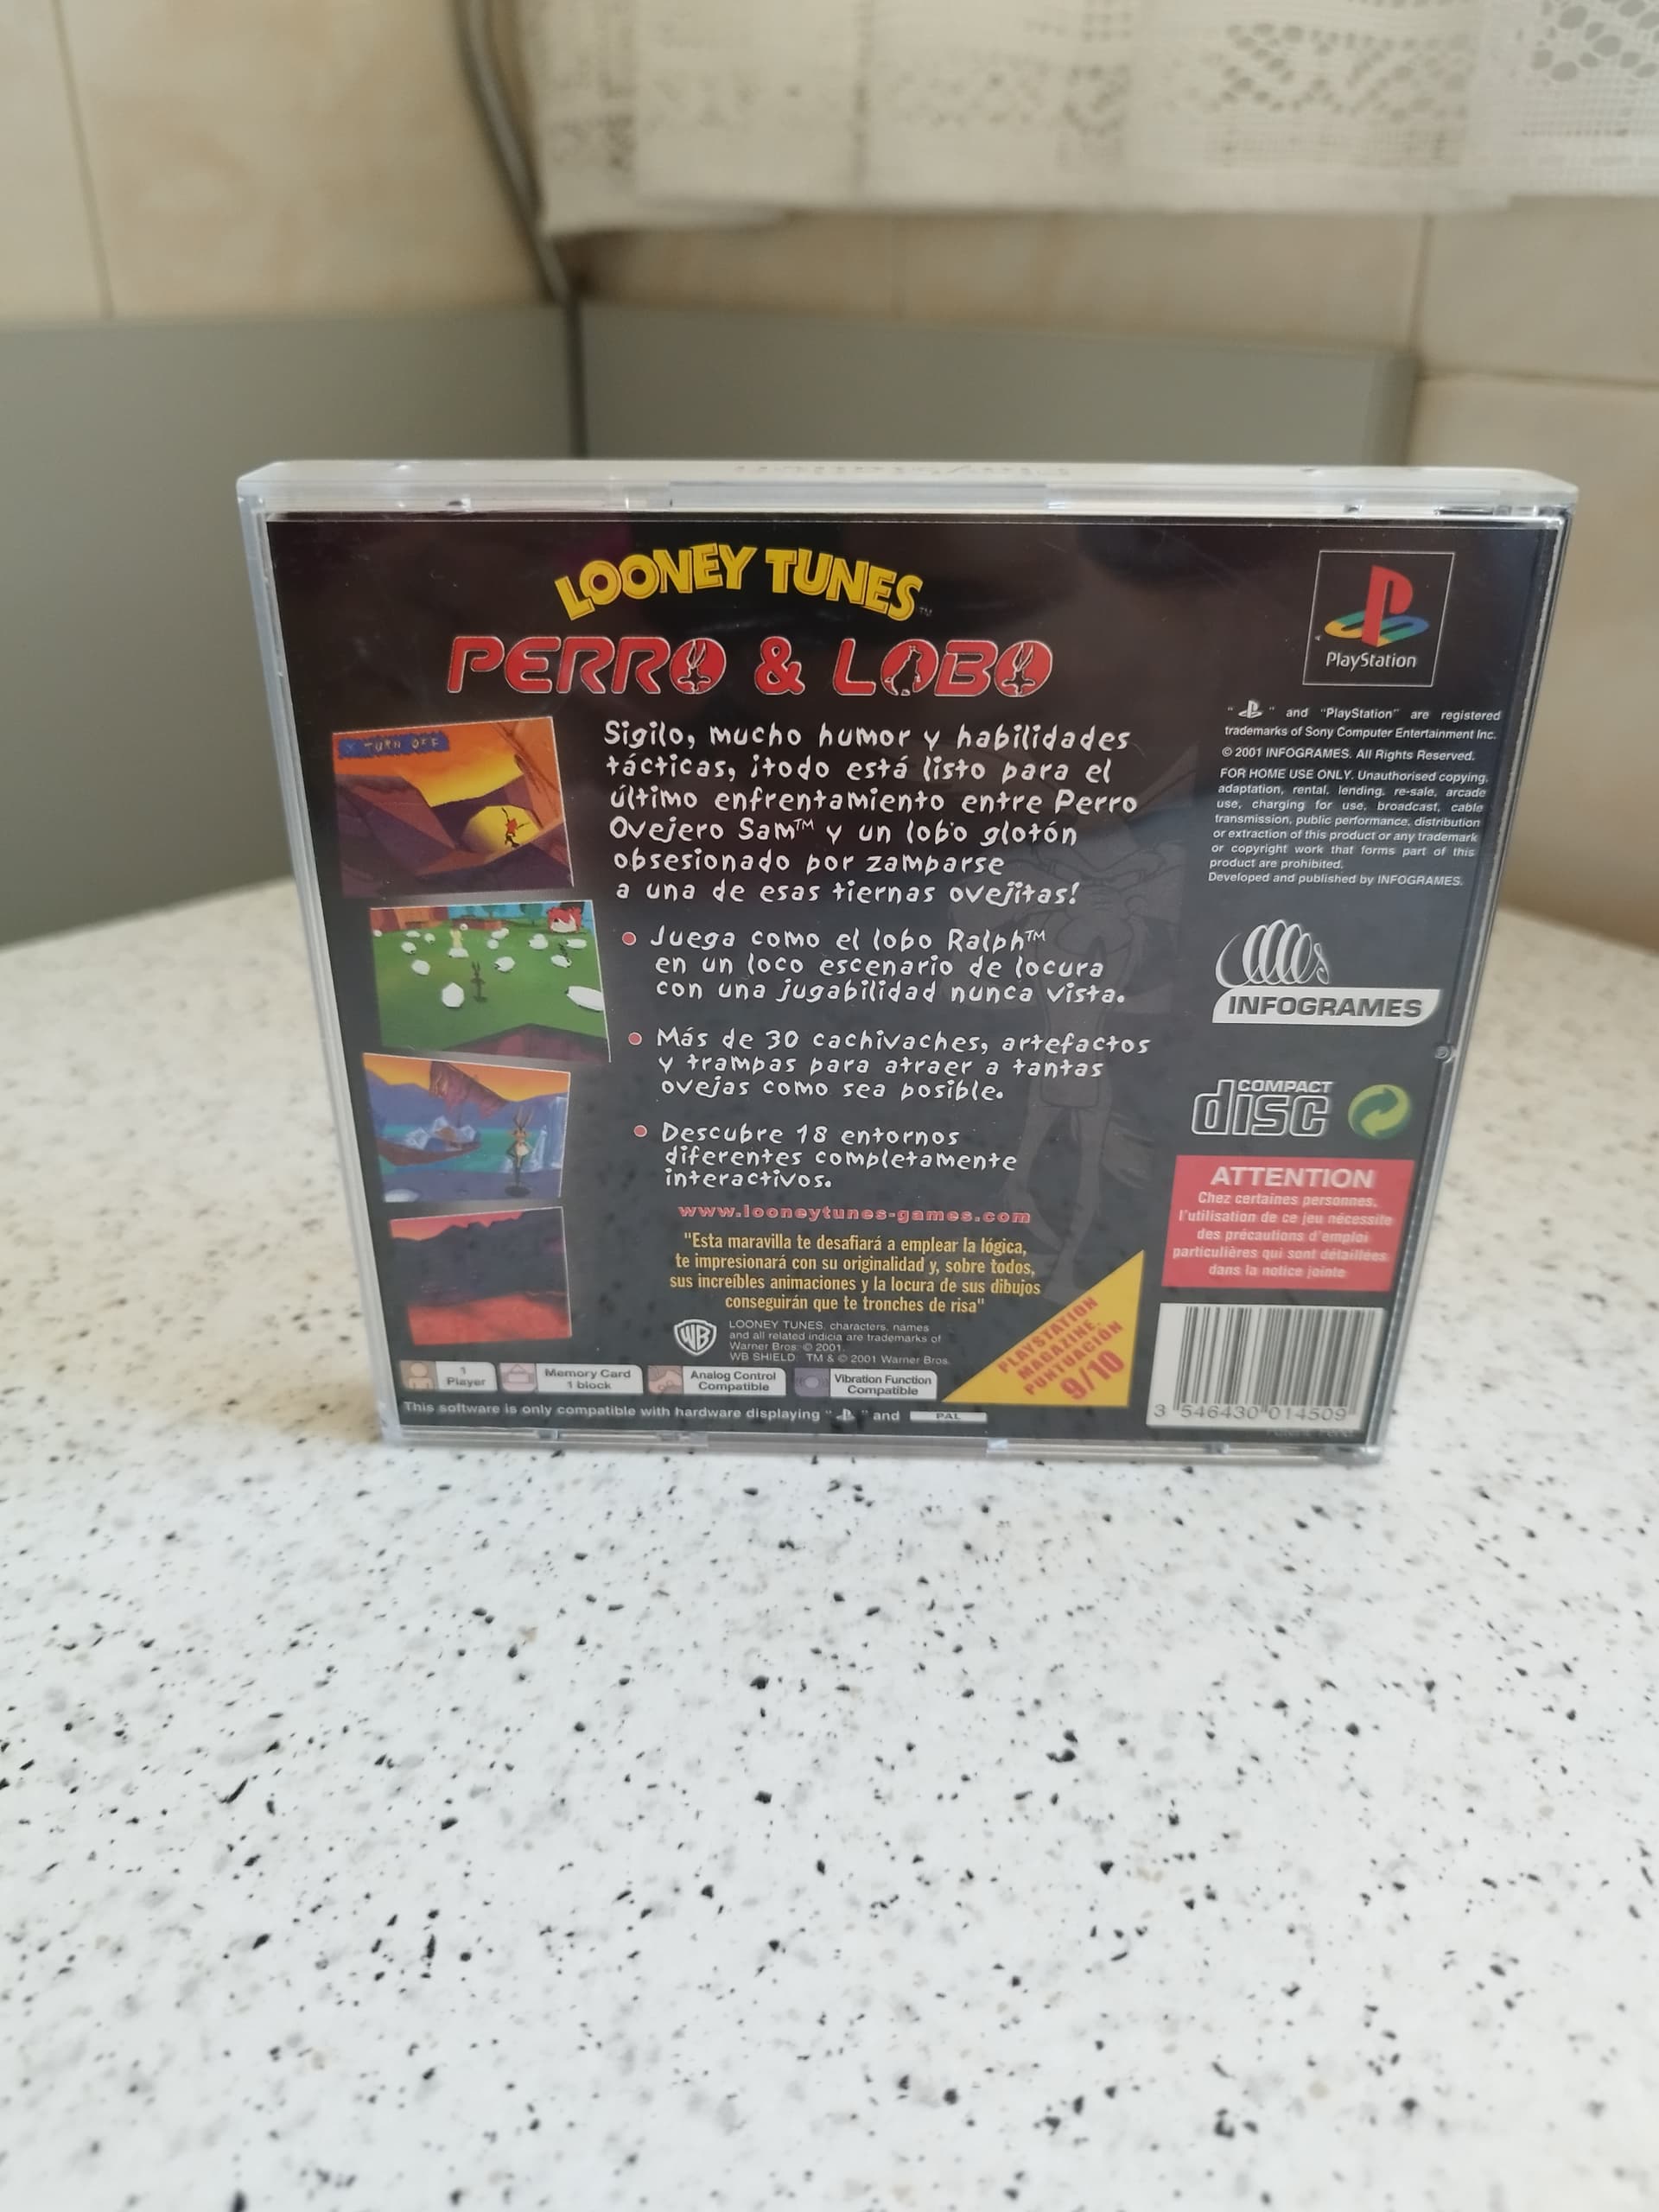 LOONEY TUNES™
PERRO & LOBO
X TURN OFF
Sigilo, mucho humor y habilidades
tácticas, ¡todo está listo para el
último enfrentamiento entre Perro
Ovejero Sam™ y un lobo glotón
obsesionado por zamparse
a una de esas tiernas ovejitas!
Juega como el lobo Ralph™
en un loco escenario de locura
con una jugabilidad nunca vista.
Más de 30 cachivaches, artefactos
y trampas para atraer a tantas
ovejas como sea posible.
Descubre 18 entornos
diferentes completamente
interactivos.
www.looneytunes-games.com
"Esta maravilla te desafiará a emplear la lógica,
te impresionará con su originalidad y, sobre todos,
sus increíbles animaciones y la locura de sus dibujos
conseguirán que te tronches de risa"
PLAYSTATION
MAGAZINE.
PUNTUACIÓN
9/10
WB
LOONEY TUNES, characters, names
and all related indicia are trademarks of
Warner Bros. © 2001.
WB SHIELD: TM & © 2001 Warner Bros.
1
Player
Memory Card
1 block
Analog Control
Compatible
Vibration Function
Compatible
This software is only compatible with hardware displaying " " and PAL
PlayStation
" " and "PlayStation" are registered
trademarks of Sony Computer Entertainment Inc.
© 2001 INFOGRAMES. All Rights Reserved.
FOR HOME USE ONLY. Unauthorised copying,
adaptation, rental, lending, re-sale, arcade
use, charging for use, broadcast, cable
transmission, public performance, distribution
or extraction of this product or any trademark
or copyright work that forms part of this
product are prohibited.
Developed and published by INFOGRAMES.
INFOGRAMES
COMPACT
disc
ATTENTION
Chez certaines personnes,
l'utilisation de ce jeu nécessite
des précautions d'emploi
particulières qui sont détaillées
dans la notice jointe
3 546430 014509